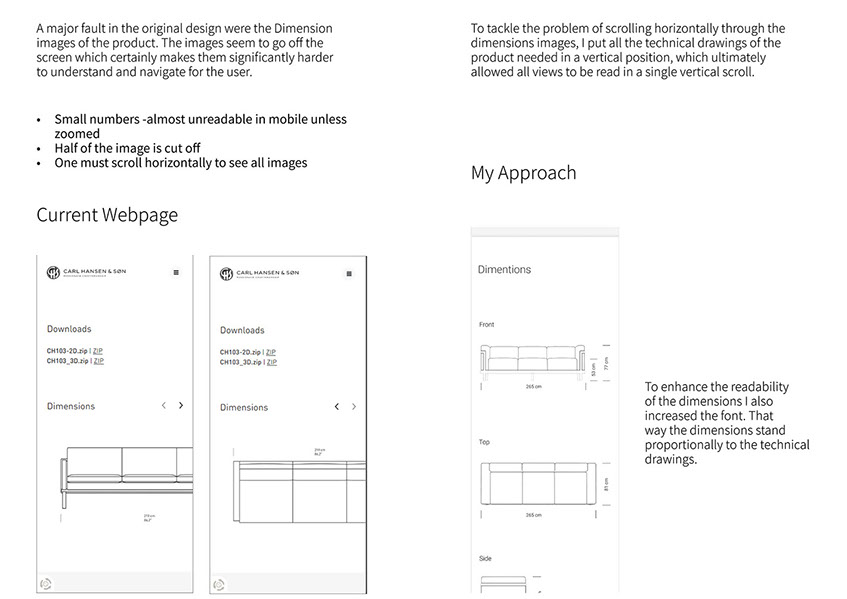 A major fault in the original design were the Dimension
images of the product. The images seem to go off the
screen which certainly makes them significantly harder
to understand and navigate for the user.
• Small numbers -almost unreadable in mobile unless
zoomed
• Half of the image is cut off
• One must scroll horizontally to see all images
Current Webpage
CARL HANSEN & SØN
Downloads
CH103-2D.zip | ZIP
CH103_3D.zip | ZIP
Dimensions
CARL HANSEN & SØN
Downloads
CH103-2D.zip | ZIP
CH103_3D.zip | ZIP
Dimensions
To tackle the problem of scrolling horizontally through the
dimensions images, I put all the technical drawings of the
product needed in a vertical position, which ultimately
allowed all views to be read in a single vertical scroll.
My Approach
Dimentions
Front
53 cm
77 cm
265 cm
Top
81 cm
265 cm
Side
To enhance the readability
of the dimensions I also
increased the font. That
way the dimensions stand
proportionally to the technical
drawings.